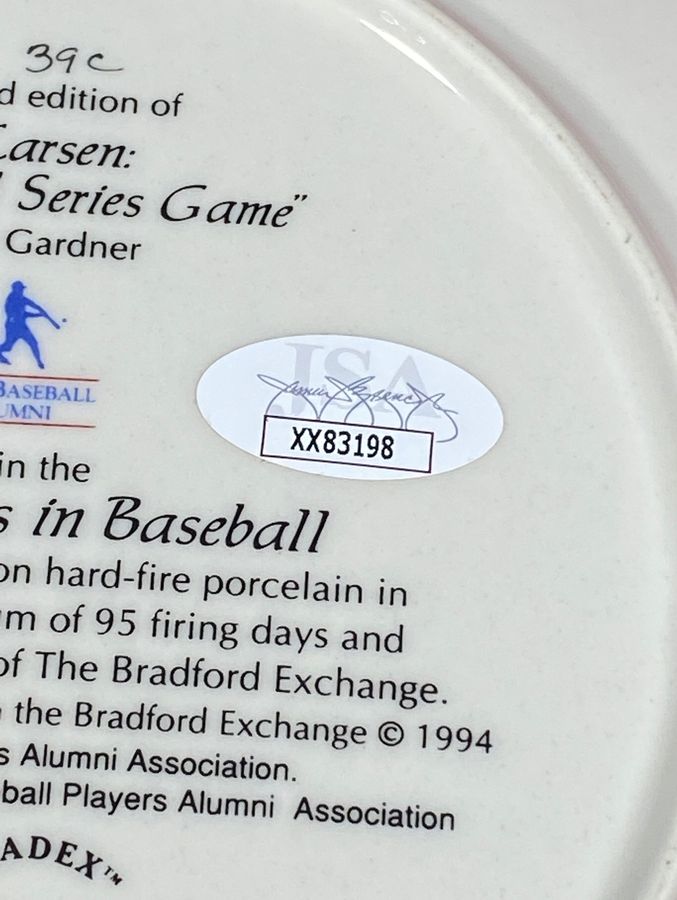 39C
d edition of
Larsen:
Series Game"
Gardner
JSA
XX83198
BASEBALL
UMNI
in the
s in Baseball
on hard-fire porcelain in
um of 95 firing days and
of The Bradford Exchange.
the Bradford Exchange © 1994
s Alumni Association.
ball Players Alumni Association
ADEX™